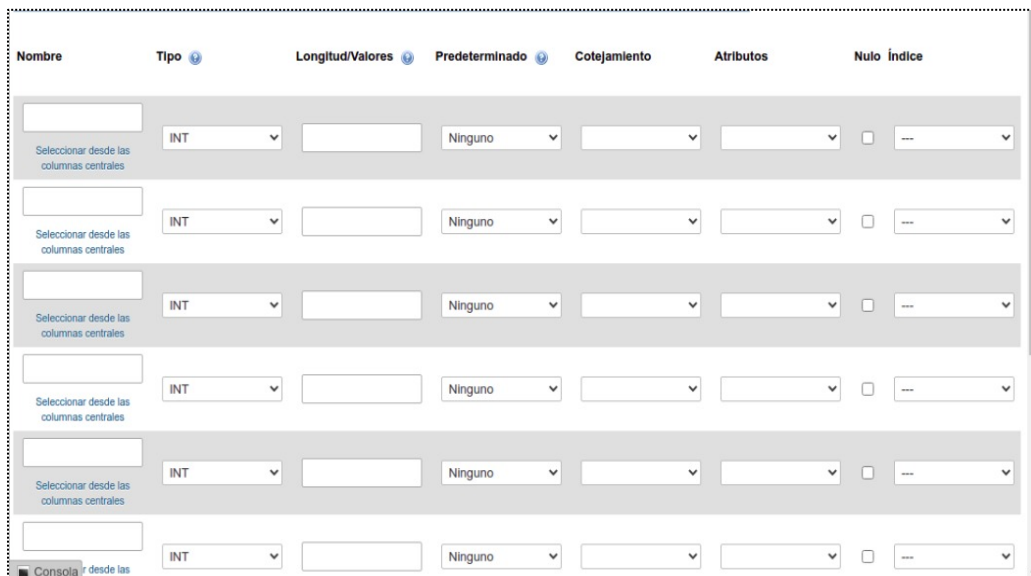 Nombre Tipo Longitud/Valores Predeterminado Cotejamiento Atributos Nulo Índice
INT Ninguno ---
Seleccionar desde las
columnas centrales
INT Ninguno ---
Seleccionar desde las
columnas centrales
INT Ninguno ---
Seleccionar desde las
columnas centrales
INT Ninguno ---
Seleccionar desde las
columnas centrales
INT Ninguno ---
Seleccionar desde las
columnas centrales
INT Ninguno ---
Consola r desde las